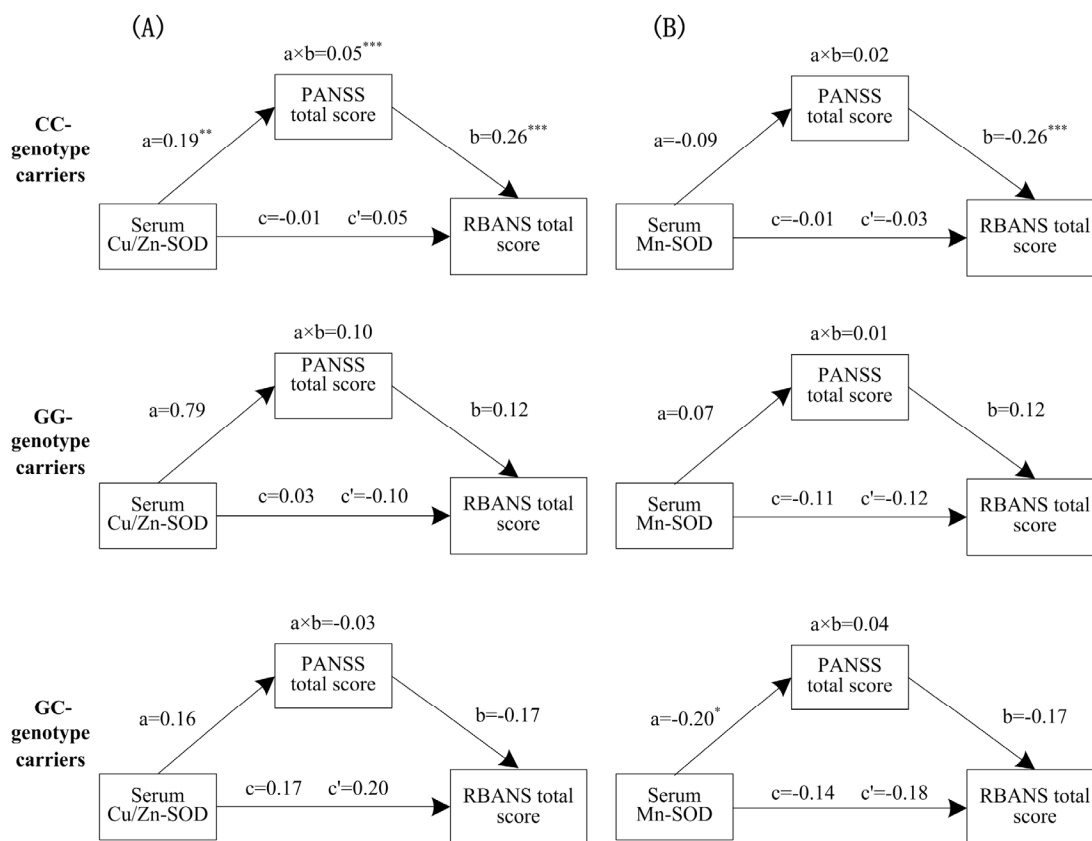 (A)
(B)
CC-
genotype
carriers
a×b=0.05***
PANSS
total score
a=0.19**
b=0.26***
Serum
Cu/Zn-SOD
c=-0.01 c'=0.05
RBANS total
score
a×b=0.02
PANSS
total score
a=-0.09
b=-0.26***
Serum
Mn-SOD
c=-0.01 c'=-0.03
RBANS total
score
GG-
genotype
carriers
a×b=0.10
PANSS
total score
a=0.79
b=0.12
Serum
Cu/Zn-SOD
c=0.03 c'=-0.10
RBANS total
score
a×b=0.01
PANSS
total score
a=0.07
b=0.12
Serum
Mn-SOD
c=-0.11 c'=-0.12
RBANS total
score
GC-
genotype
carriers
a×b=-0.03
PANSS
total score
a=0.16
b=-0.17
Serum
Cu/Zn-SOD
c=0.17 c'=0.20
RBANS total
score
a×b=0.04
PANSS
total score
a=-0.20*
b=-0.17
Serum
Mn-SOD
c=-0.14 c'=-0.18
RBANS total
score